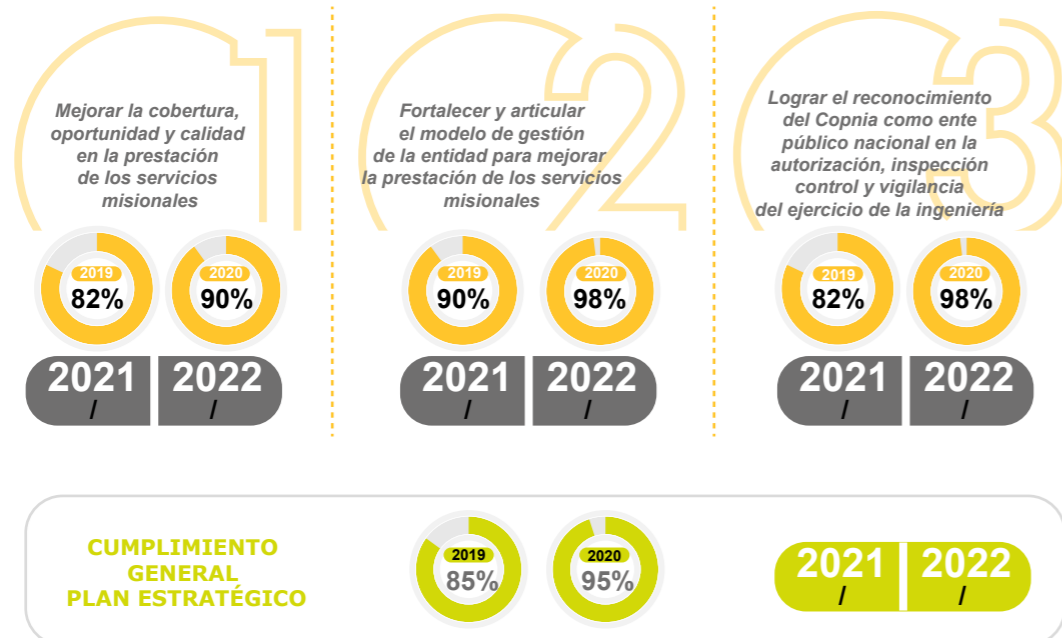 1
Mejorar la cobertura,
oportunidad y calidad
en la prestación
de los servicios
misionales
2019
82%
2020
90%
2021
/
2022
/
2
Fortalecer y articular
el modelo de gestión
de la entidad para mejorar
la prestación de los servicios
misionales
2019
90%
2020
98%
2021
/
2022
/
3
Lograr el reconocimiento
del Copnia como ente
público nacional en la
autorización, inspección
control y vigilancia
del ejercicio de la ingeniería
2019
82%
2020
98%
2021
/
2022
/
CUMPLIMIENTO
GENERAL
PLAN ESTRATÉGICO
2019
85%
2020
95%
2021
/
2022
/